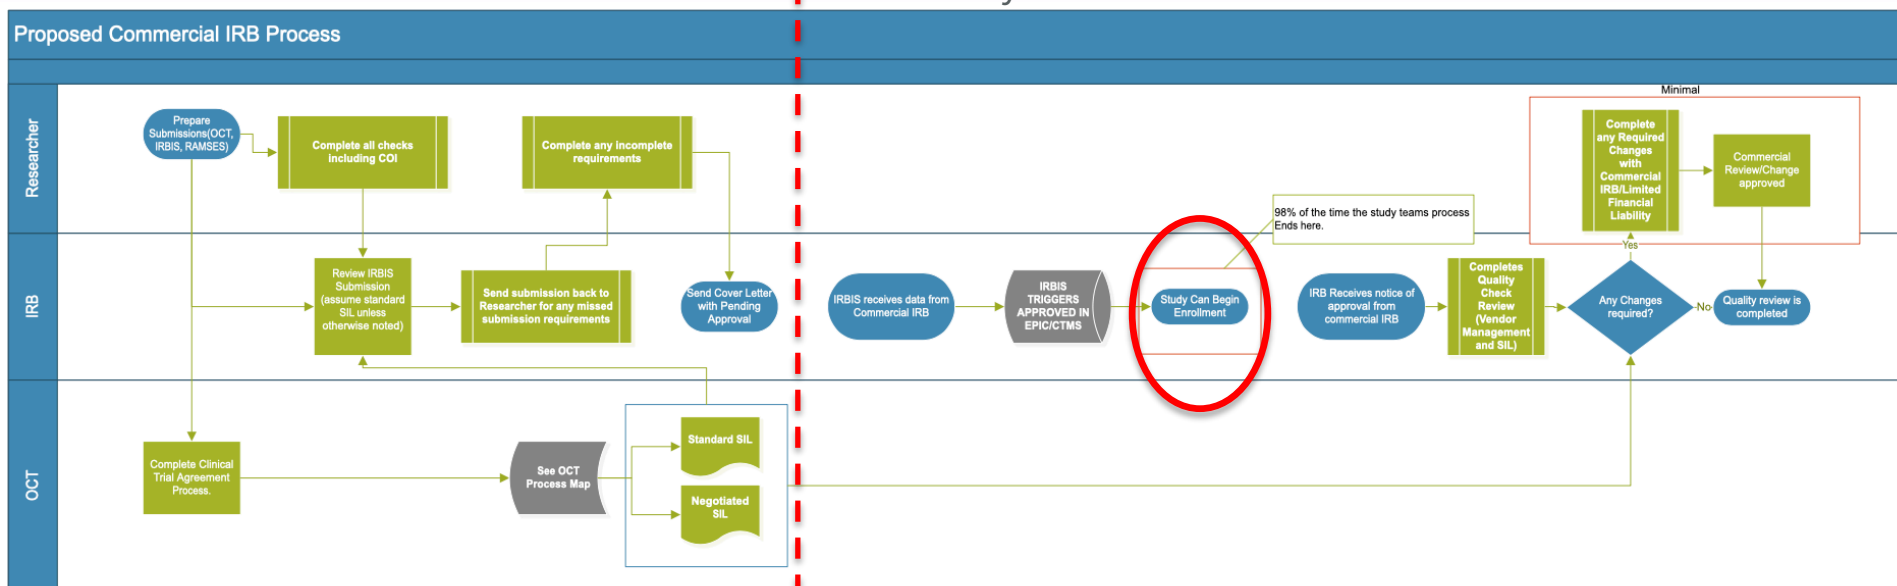 Proposed Commercial IRB Process
Researcher
Prepare
Submissions(OCT,
IRBIS, RAMSES)
Complete all checks
including COI
Complete any incomplete
requirements
98% of the time the study teams process
Ends here.
Minimal
Complete
any Required
Changes
with
Commercial
IRB/Limited
Financial
Liability
Commercial
Review/Change
approved
IRB
Review IRBIS
Submission
(assume standard
SIL unless
otherwise noted)
Send submission back to
Researcher for any missed
submission requirements
Send Cover Letter
with Pending
Approval
IRBIS receives data from
Commercial IRB
IRBIS
TRIGGERS
APPROVED IN
EPIC/CTMS
Study Can Begin
Enrollment
IRB Receives notice of
approval from
commercial IRB
Completes
Quality
Check
Review
(Vendor
Management
and SIL)
Yes
Any Changes
required?
No
Quality review is
completed
OCT
Complete Clinical
Trial Agreement
Process.
See OCT
Process Map
Standard SIL
Negotiated
SIL